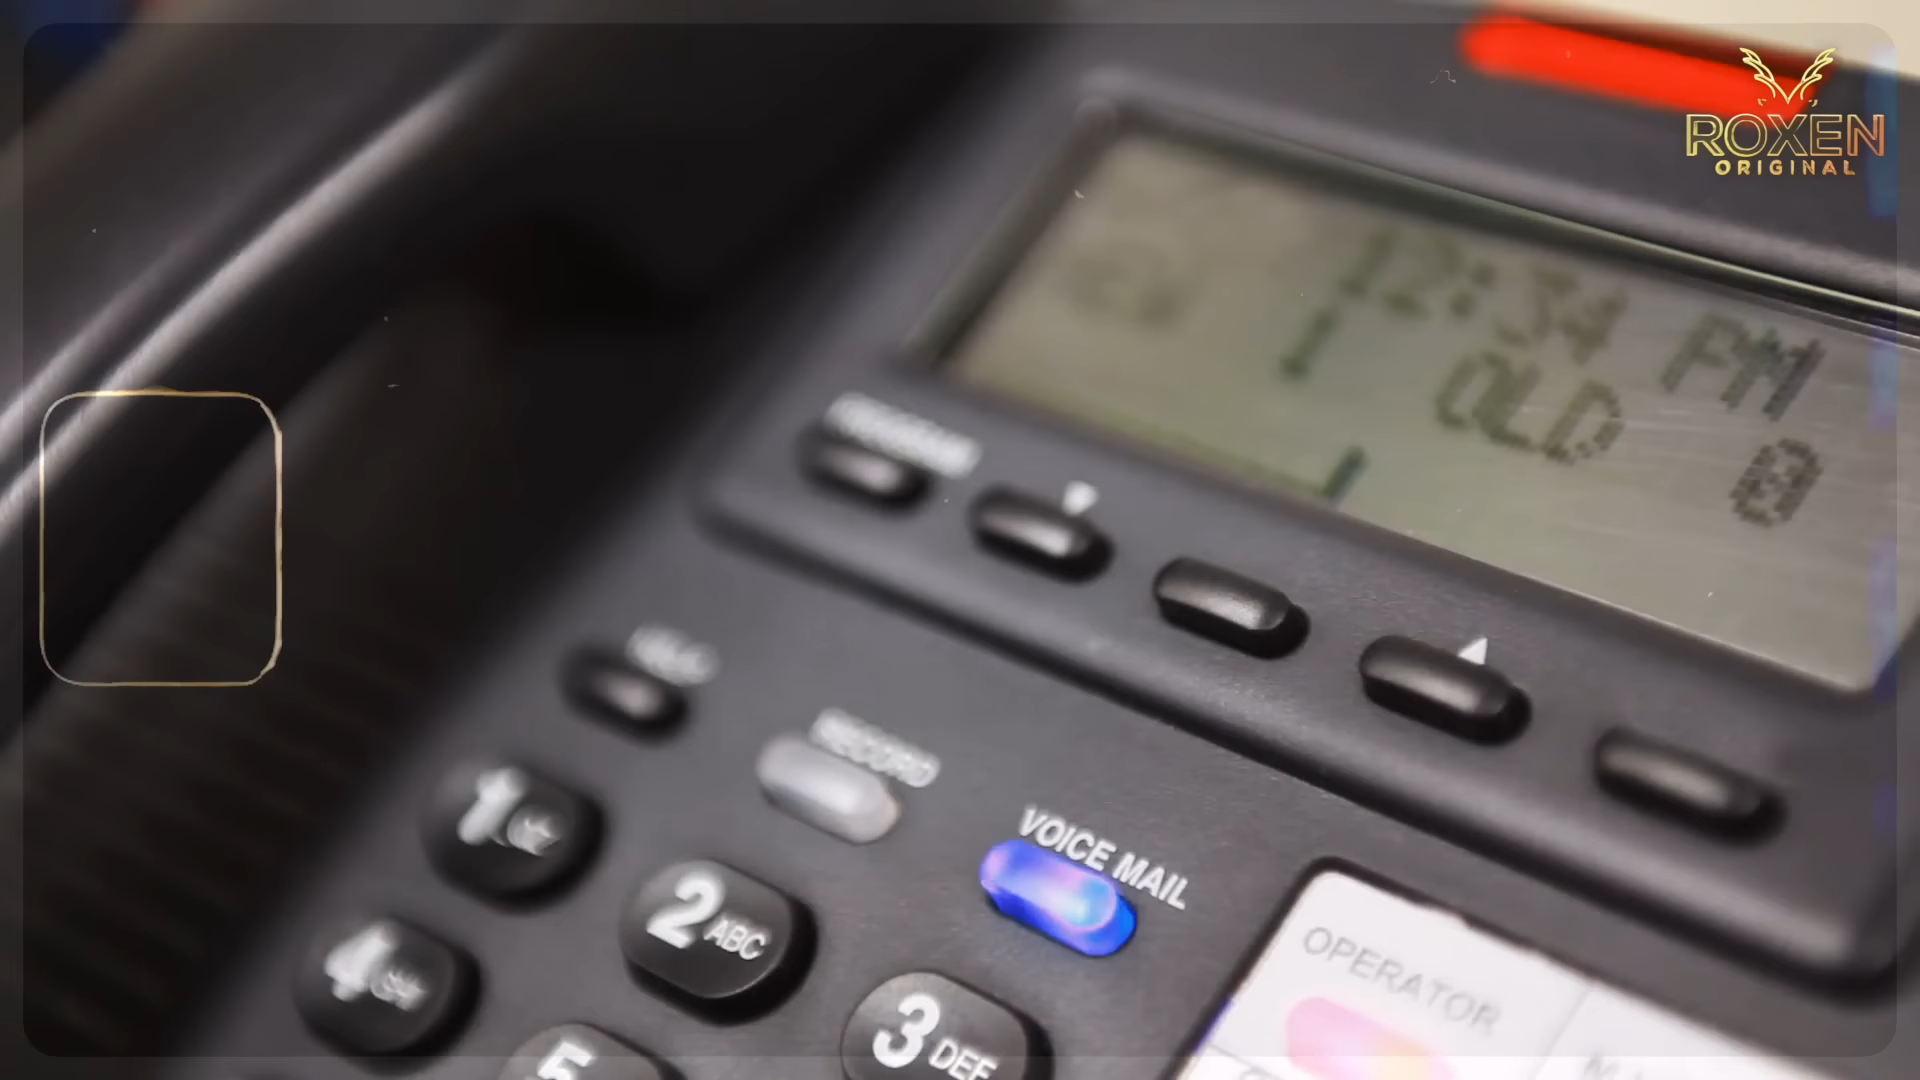 ROXEN
ORIGINAL
12:34 PM
OLD 0
RECORD
VOICE MAIL
1
2 ABC
3 DEF
4
5
OPERATOR